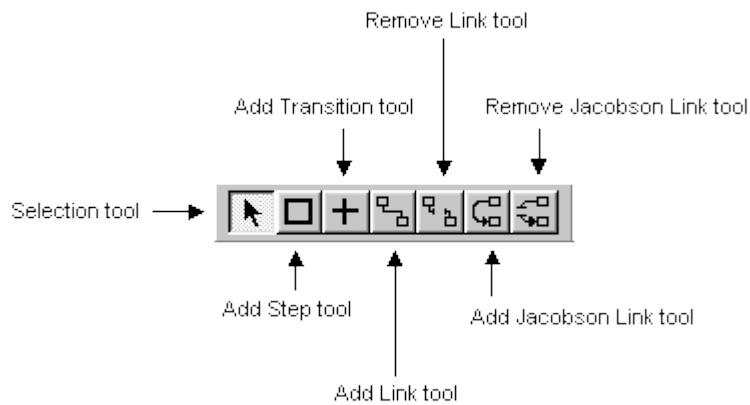 Remove Link tool
Add Transition tool
Remove Jacobson Link tool
Selection tool
Add Step tool
Add Jacobson Link tool
Add Link tool